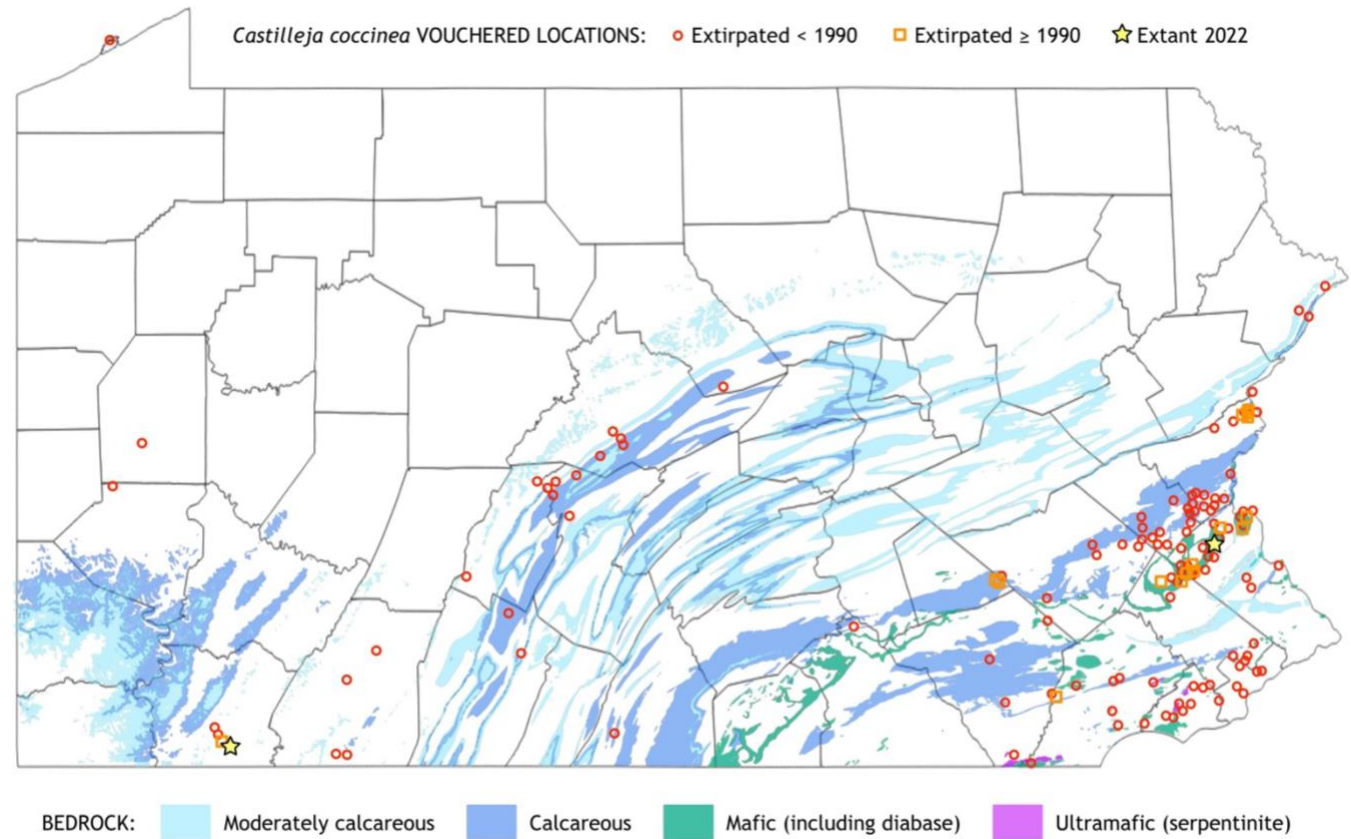 Castilleja coccinea VOUCHERED LOCATIONS: Extirpated < 1990 Extirpated ≥ 1990 Extant 2022
BEDROCK: Moderately calcareous Calcareous Mafic (including diabase) Ultramafic (serpentinite)